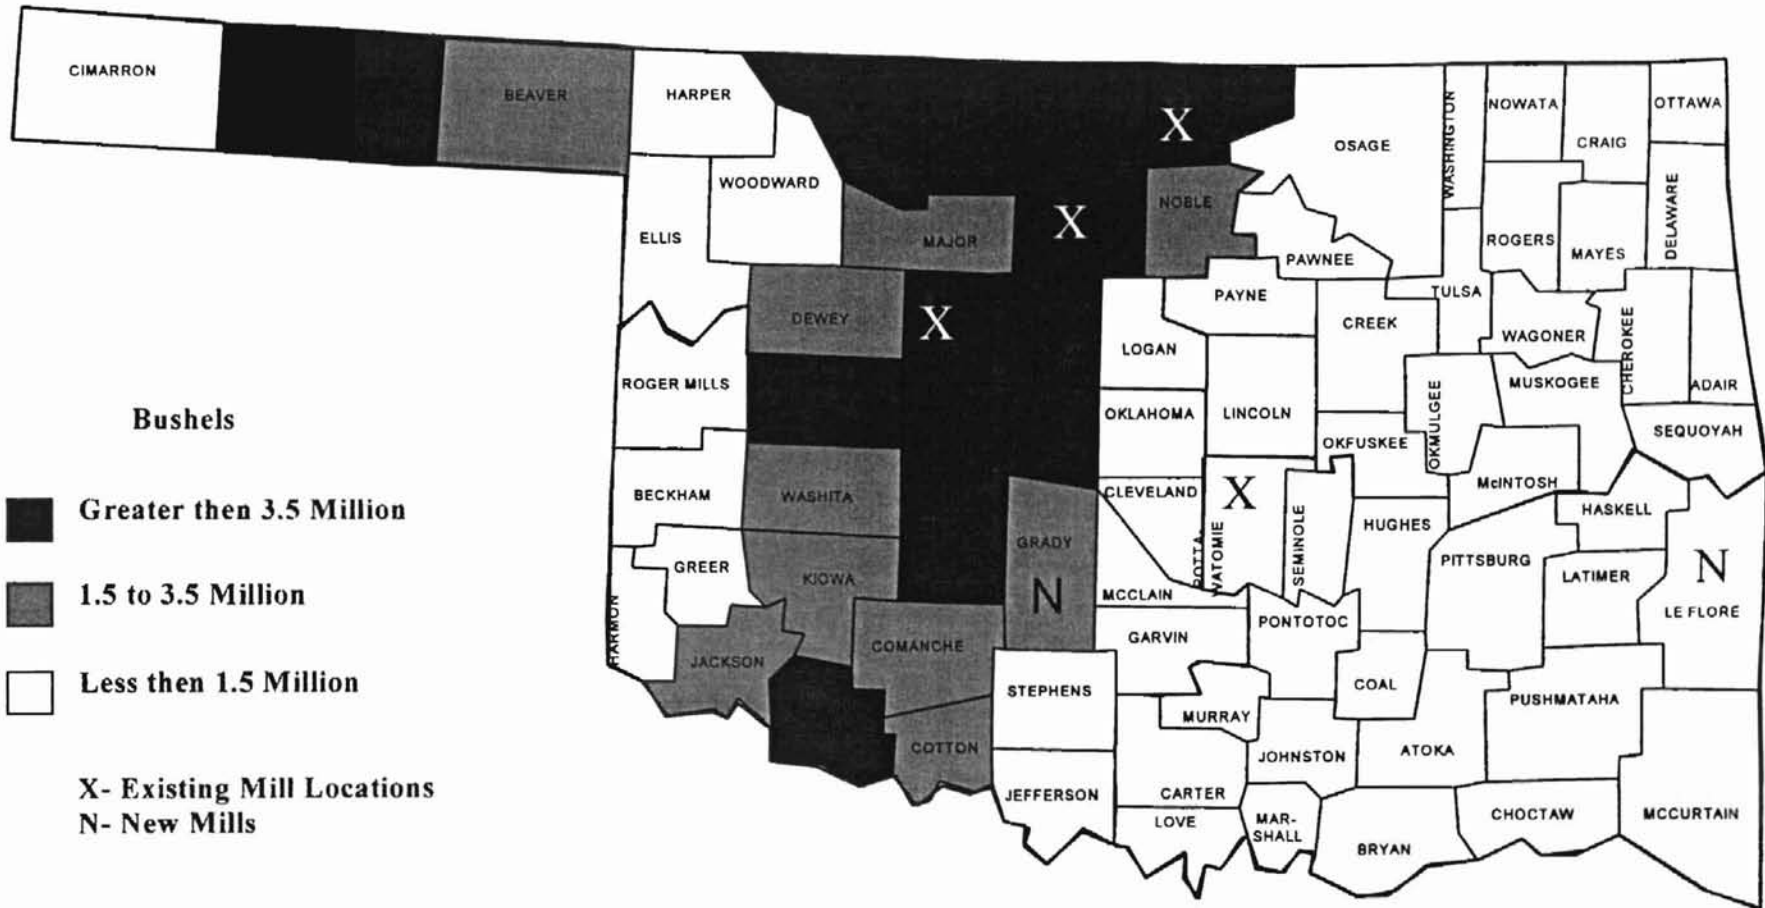 CIMARRON
BEAVER
HARPER
WOODWARD
ELLIS
MAJOR
NOBLE
OSAGE
WASHINGTON
NOWATA
CRAIG
OTTAWA
DELAWARE
ROGERS
MAYES
PAWNEE
PAYNE
TULSA
CREEK
WAGONER
CHEROKEE
ADAIR
DEWEY
LOGAN
ROGER MILLS
OKLAHOMA
LINCOLN
OKFUSKEE
OKMULGEE
MUSKOGEE
SEQUOYAH
McINTOSH
HASKELL
BECKHAM
WASHITA
CLEVELAND
POTTA.
WATOMIE
SEMINOLE
HUGHES
PITTSBURG
LATIMER
LE FLORE
GREER
KIOWA
GRADY
MCCLAIN
HARMON
JACKSON
COMANCHE
GARVIN
PONTOTOC
STEPHENS
MURRAY
COAL
PUSHMATAHA
COTTON
JEFFERSON
CARTER
LOVE
JOHNSTON
ATOKA
MAR-
SHALL
BRYAN
CHOCTAW
MCCURTAIN
X
X
X
X
N
N
Bushels
Greater then 3.5 Million
1.5 to 3.5 Million
Less then 1.5 Million
X- Existing Mill Locations
N- New Mills